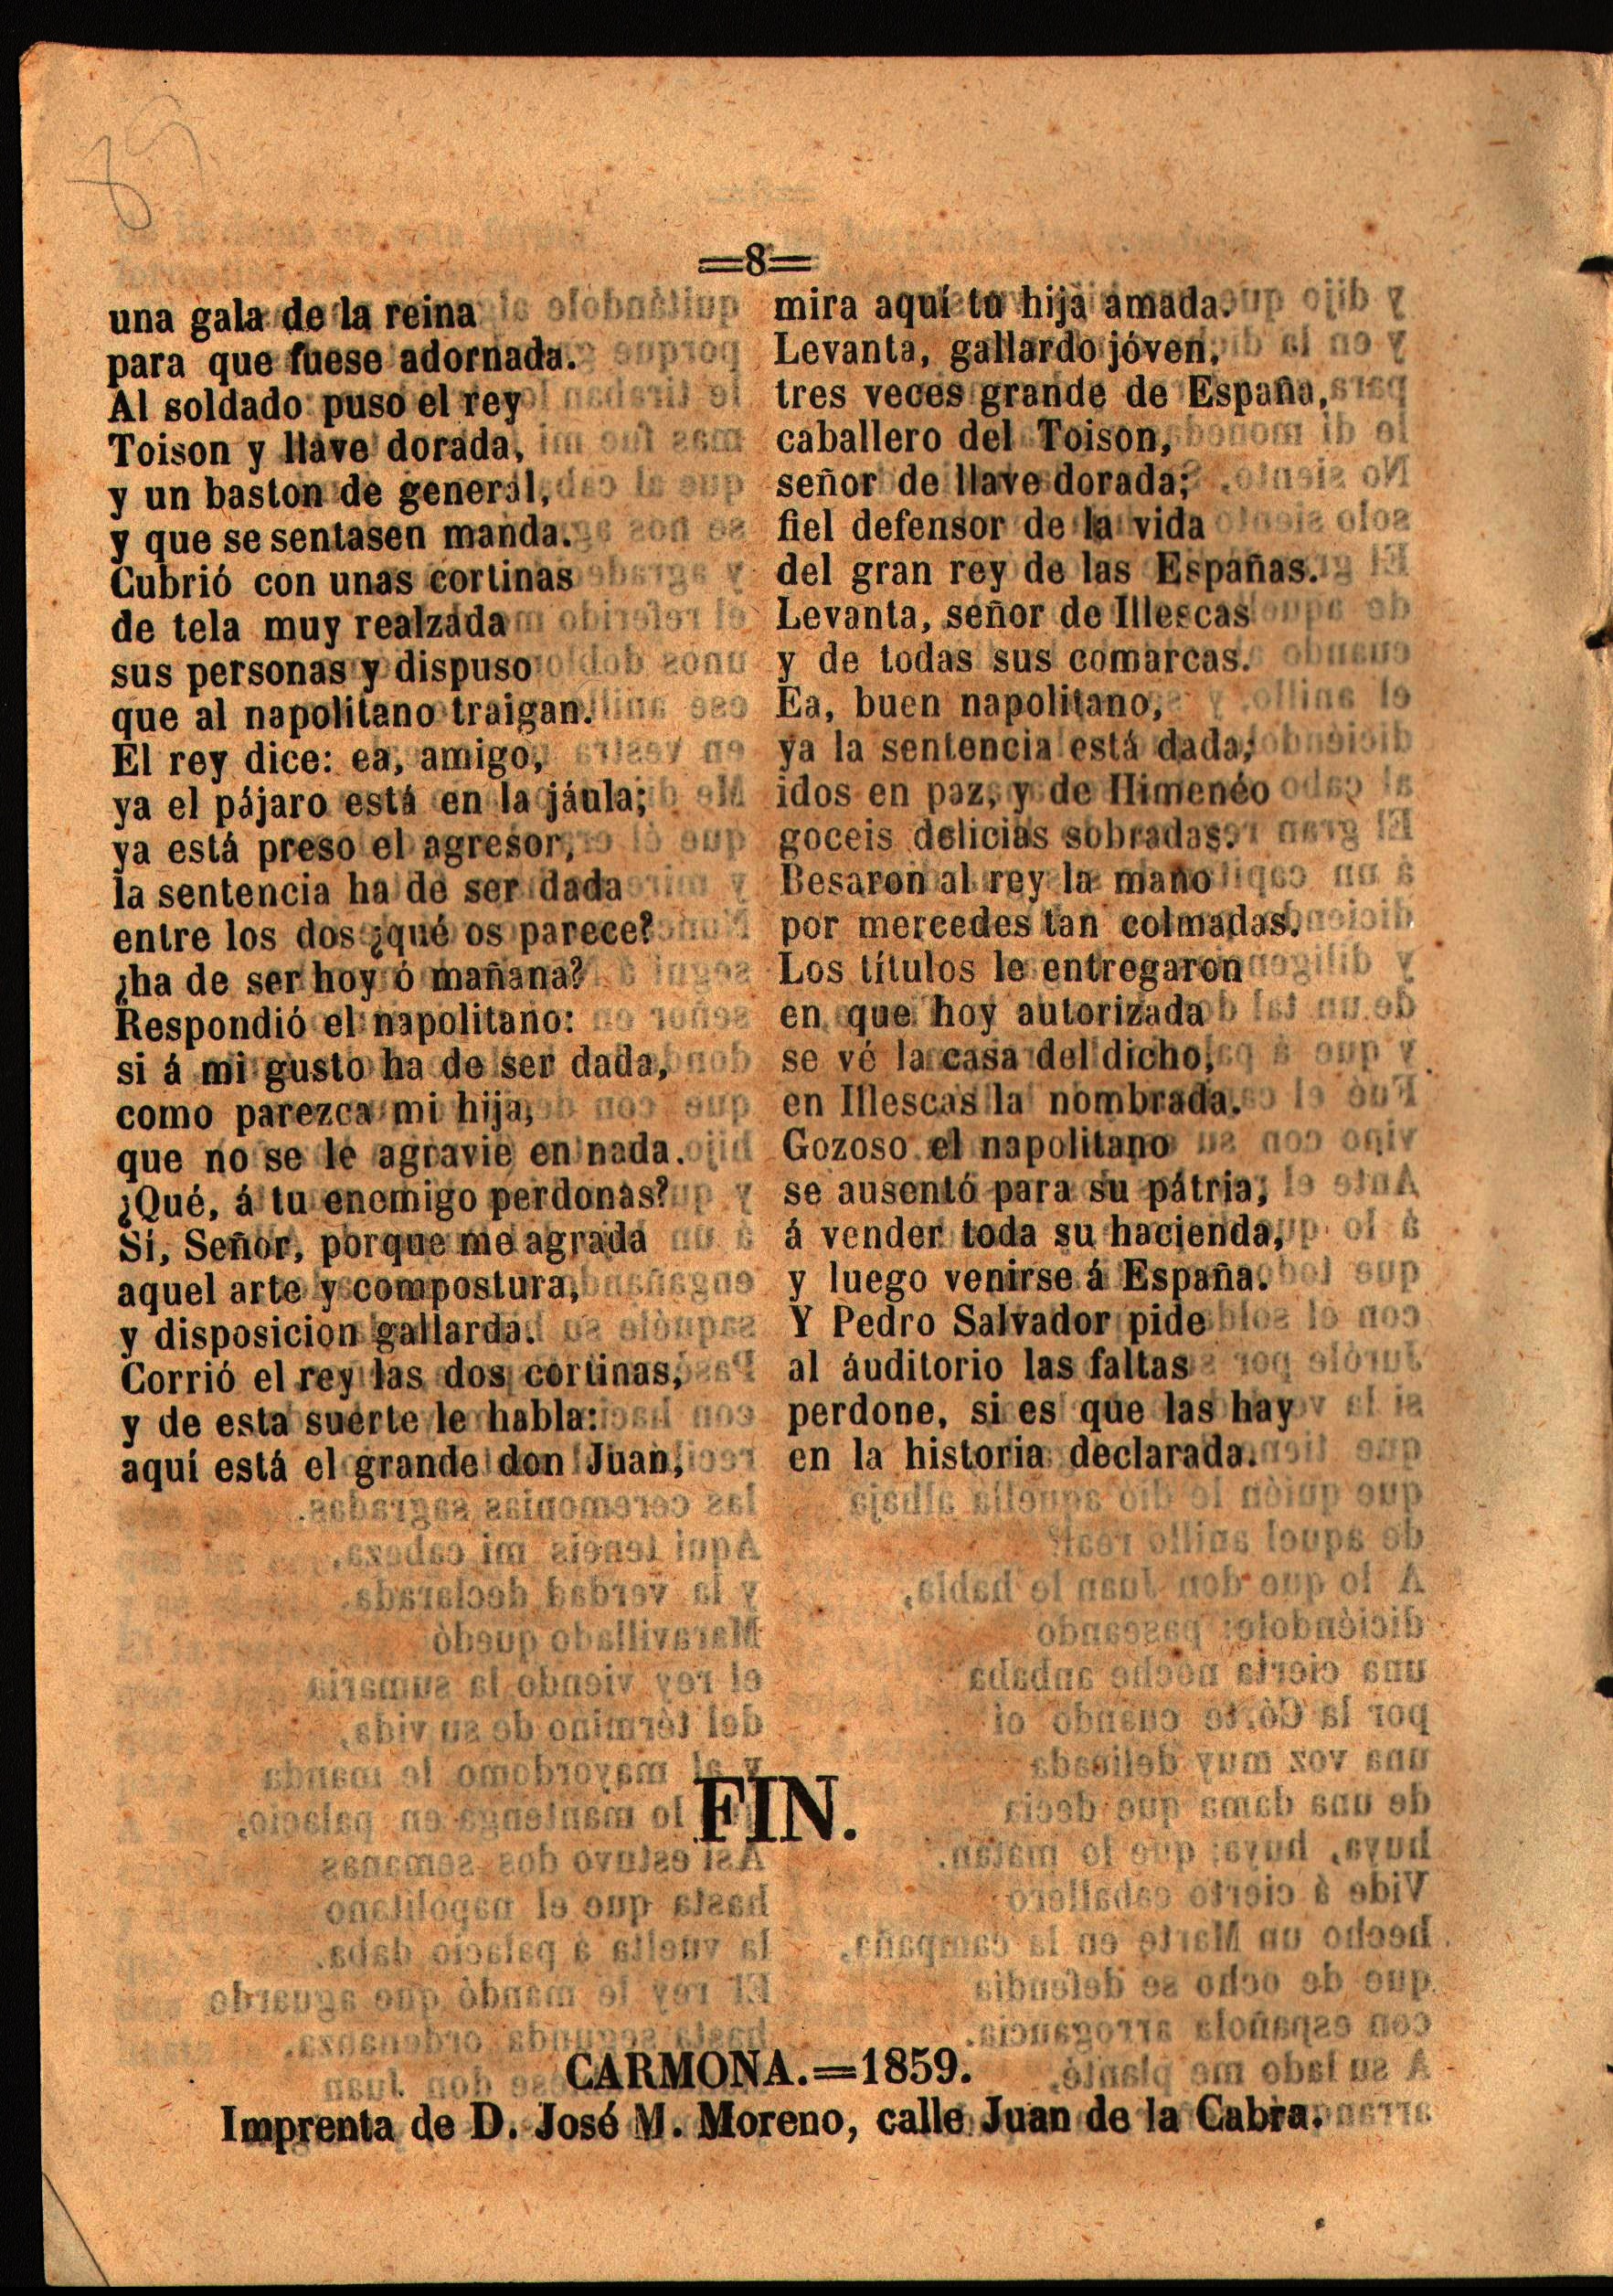 89
=8=
una gala de la reina
para que fuese adornada.
Al soldado puso el rey
Toison y llave dorada,
y un baston de general,
y que se sentasen manda.
Cubrió con unas cortinas
de tela muy realzada
sus personas y dispuso
que al napolitano traigan.
El rey dice: ea, amigo,
ya el pájaro está en la jáula;
ya está preso el agresor,
la sentencia ha de ser dada
entre los dos ¿qué os parece?
¿ha de ser hoy ó mañana?
Respondió el napolitano:
si á mi gusto ha de ser dada,
como parezca mi hija,
que no se le agravie en nada.
¿Qué, á tu enemigo perdonas?
Si, Señor, porque me agrada
aquel arte y compostura,
y disposicion gallarda.
Corrió el rey las dos cortinas,
y de esta suerte le habla:
aquí está el grande don Juan,
mira aquí tu hija amada.
Levanta, gallardo jóven,
tres veces grande de España,
caballero del Toison,
señor de llave dorada;
fiel defensor de la vida
del gran rey de las Españas.
Levanta, señor de Illescas
y de todas sus comarcas.
Ea, buen napolitano,
ya la sentencia está dada;
idos en paz, y de Himenéo
goceis delicias sobradas.
Besaron al rey la mano
por mercedes tan colmadas.
Los títulos le entregaron
en que hoy autorizada
se vé la casa del dicho,
en Illescas la nombrada.
Gozoso el napolitano
se ausentó para su pátria,
á vender toda su hacienda,
y luego venirse á España.
Y Pedro Salvador pide
al áuditorio las faltas
perdone, si es que las hay
en la historia declarada.
FIN.
CARMONA.=1859.
Imprenta de D. José M. Moreno, calle Juan de la Cabra.